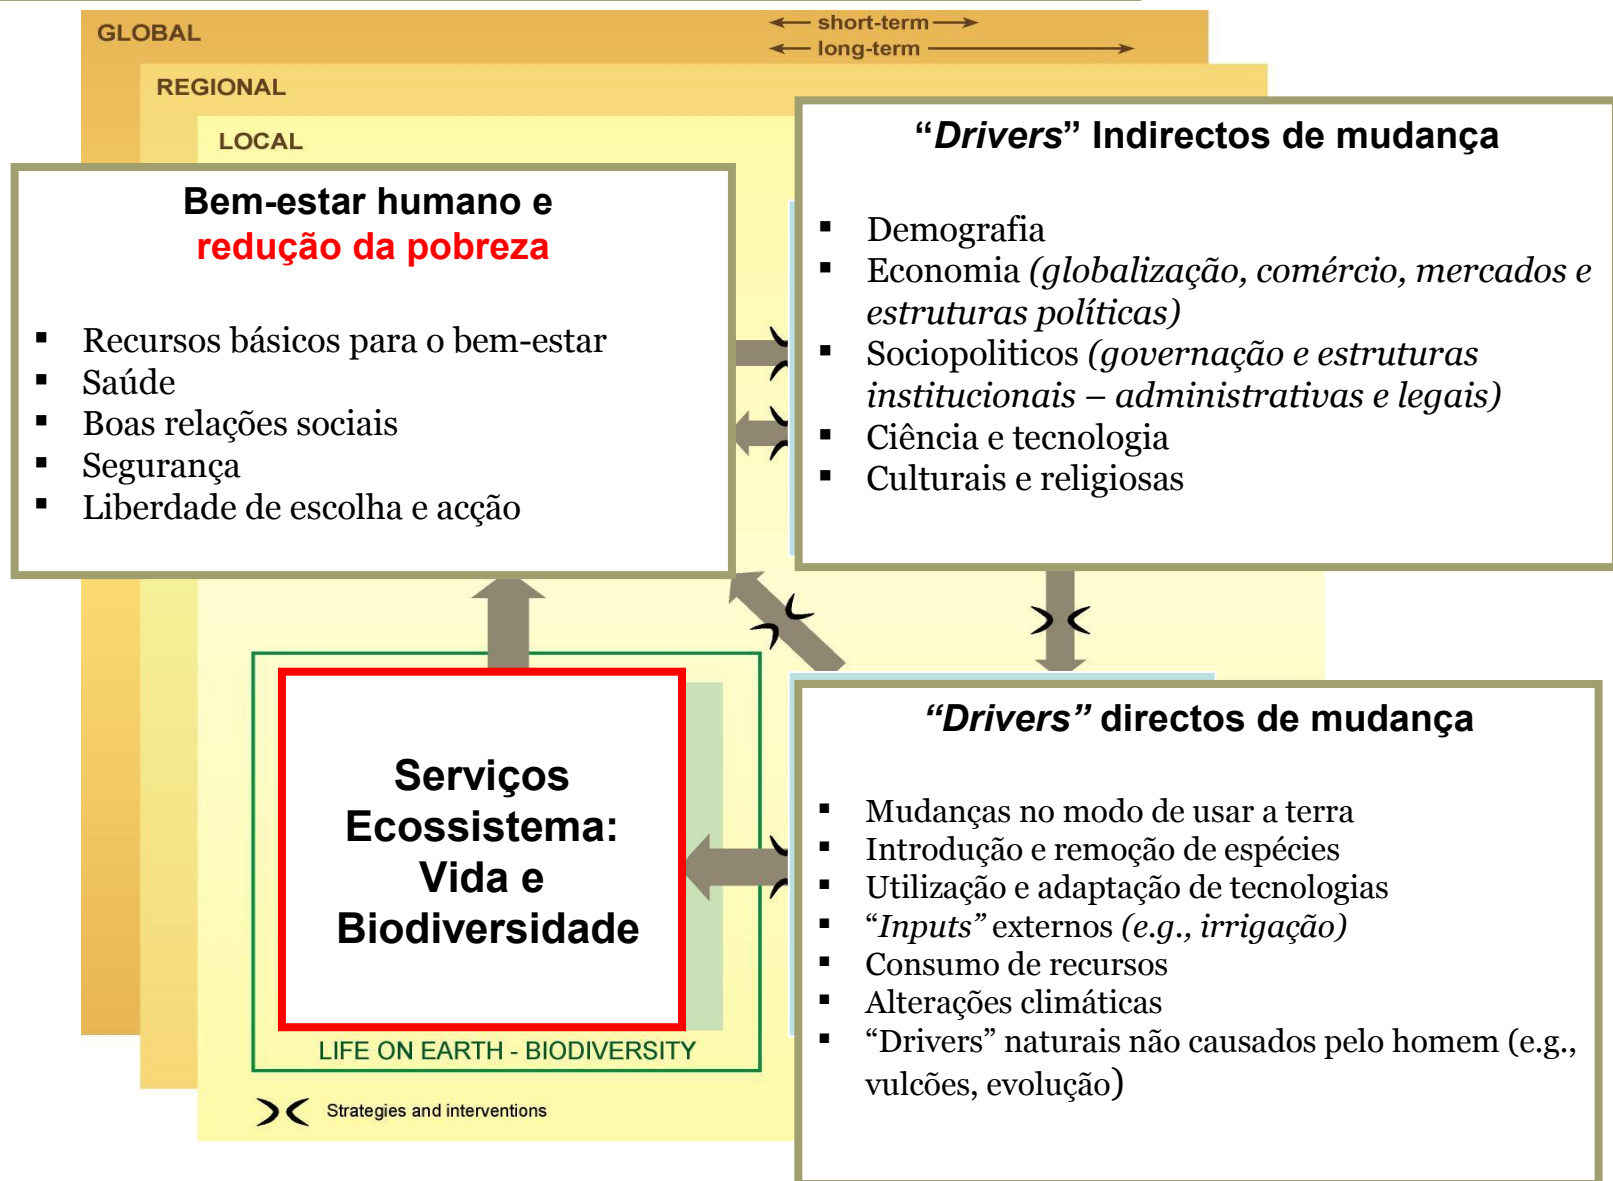 GLOBAL
short-term
long-term
REGIONAL
LOCAL
Bem-estar humano e
redução da pobreza
▪ Recursos básicos para o bem-estar
▪ Saúde
▪ Boas relações sociais
▪ Segurança
▪ Liberdade de escolha e acção
“Drivers” Indirectos de mudança
▪ Demografia
▪ Economia (globalização, comércio, mercados e
estruturas políticas)
▪ Sociopoliticos (governação e estruturas
institucionais – administrativas e legais)
▪ Ciência e tecnologia
▪ Culturais e religiosas
Serviços
Ecossistema:
Vida e
Biodiversidade
LIFE ON EARTH - BIODIVERSITY
Strategies and interventions
“Drivers” directos de mudança
▪ Mudanças no modo de usar a terra
▪ Introdução e remoção de espécies
▪ Utilização e adaptação de tecnologias
▪ “Inputs” externos (e.g., irrigação)
▪ Consumo de recursos
▪ Alterações climáticas
▪ “Drivers” naturais não causados pelo homem (e.g.,
vulcões, evolução)